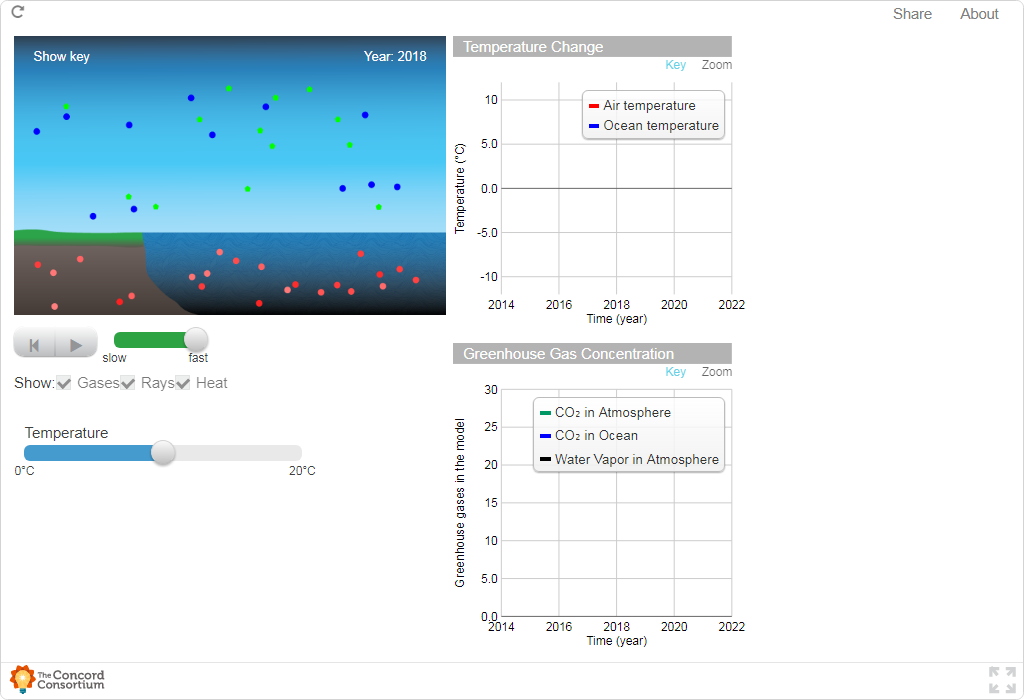 Share About
Show key Year: 2018
slow fast
Show: Gases Rays Heat
Temperature
0°C 20°C
Temperature Change
Key Zoom
Temperature (°C)
10
5.0
0.0
-5.0
-10
Air temperature
Ocean temperature
2014 2016 2018 2020 2022
Time (year)
Greenhouse Gas Concentration
Key Zoom
Greenhouse gases in the model
30
25
20
15
10
5.0
0.0
CO₂ in Atmosphere
CO₂ in Ocean
Water Vapor in Atmosphere
2014 2016 2018 2020 2022
Time (year)
The Concord
Consortium